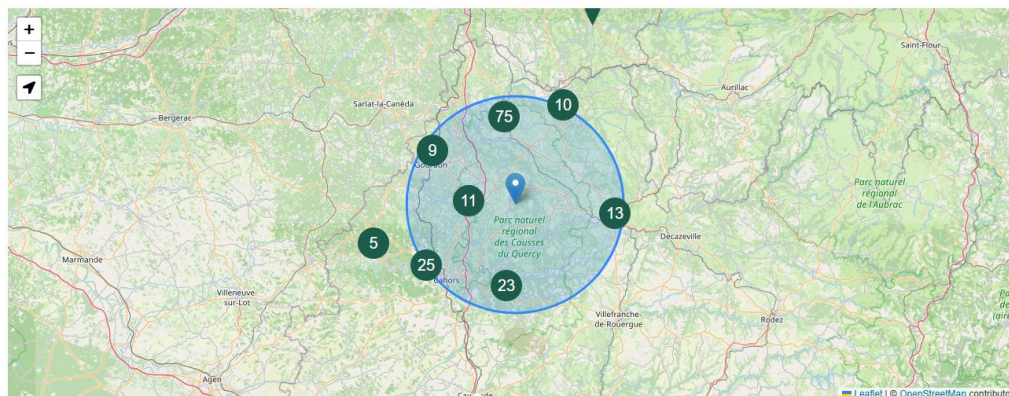 +
−
Saint-Flour
Aurillac
Sarlat-la-Canéda
10
75
Bergerac
9
Parc naturel
régional
de l'Aubrac
11
13
Parc naturel
régional
des Causses
du Quercy
Decazeville
5
Marmande
25
23
Villeneuve-
sur-Lot
Villefranche-
de-Rouergue
Rodez
Agen
Leaflet | © OpenStreetMap contributo